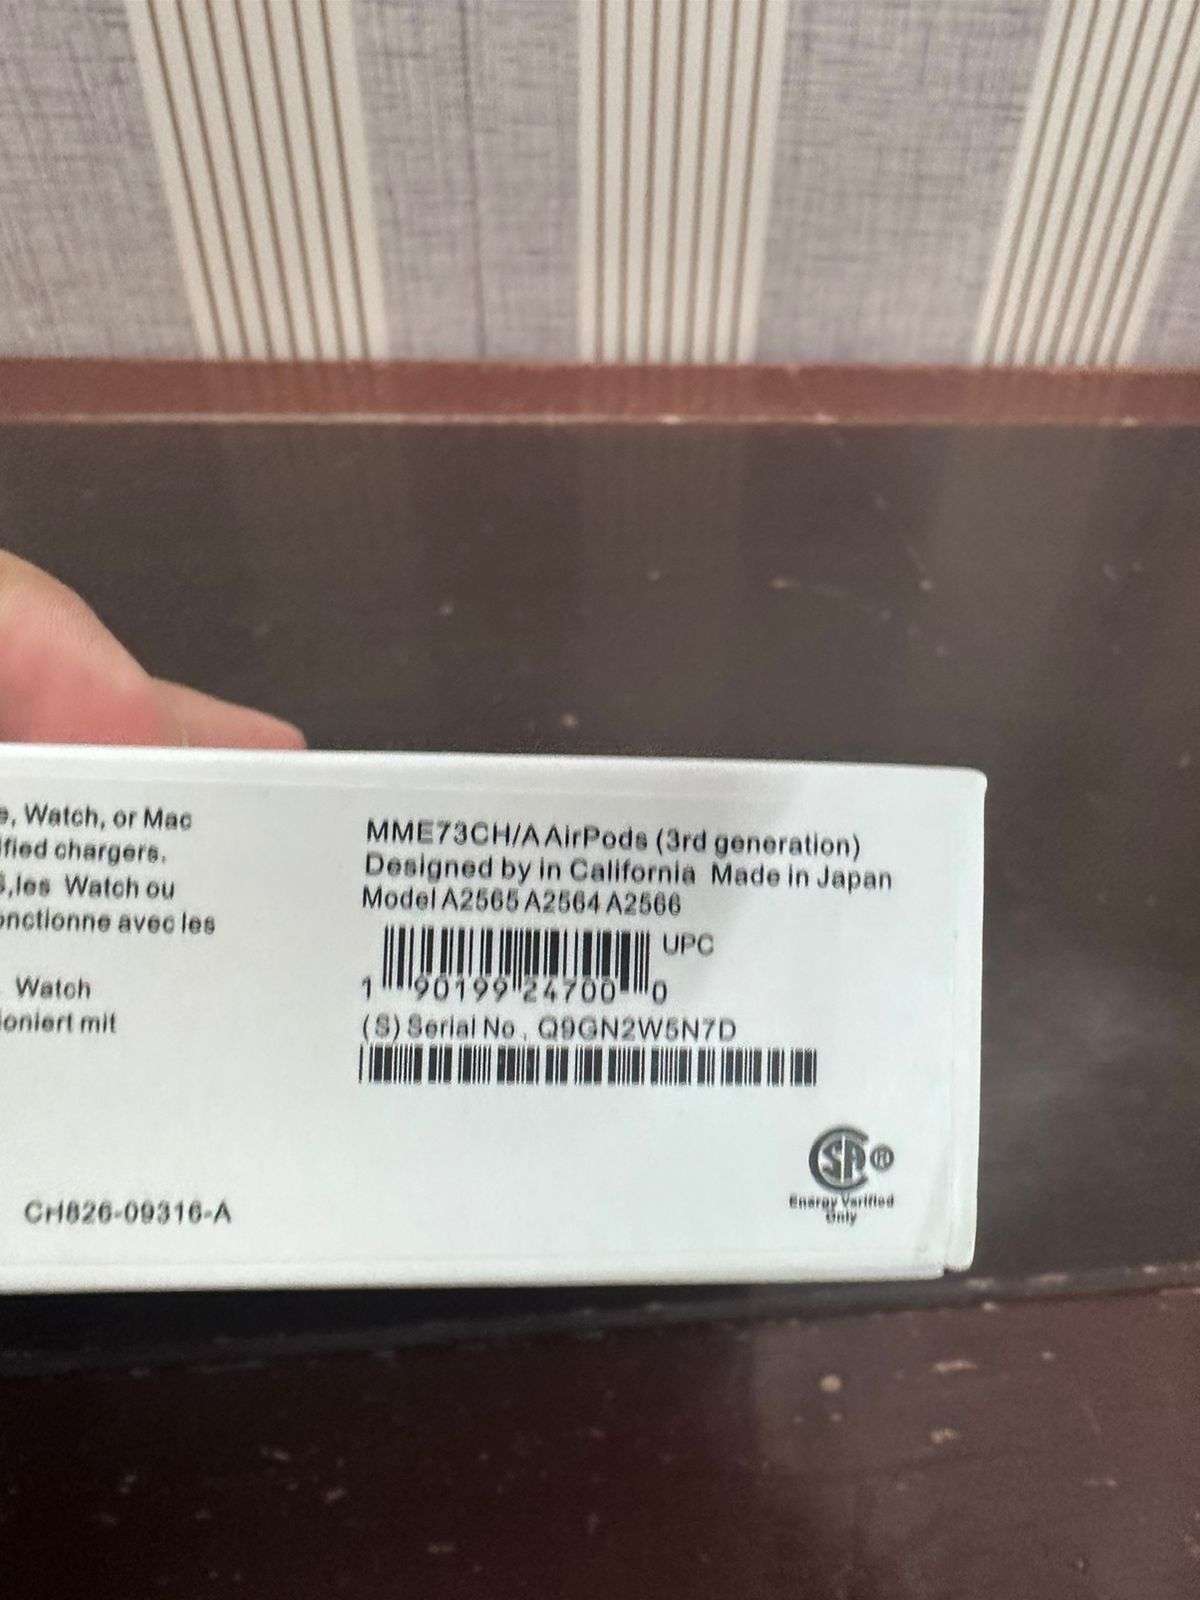 e, Watch, or Mac
ified chargers.
,les Watch ou
onctionne avec les
Watch
ioniert mit
CH826-09316-A
MME73CH/A AirPods (3rd generation)
Designed by in California Made in Japan
Model A2565 A2564 A2566
UPC
1 90199 24700 0
(S) Serial No. Q9GN2W5N7D
SA ®
Energy Varified
Only